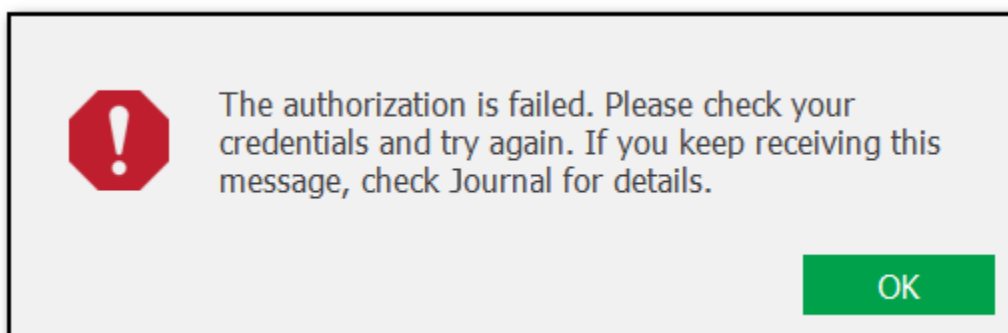 The authorization is failed. Please check your
credentials and try again. If you keep receiving this
message, check Journal for details.
OK